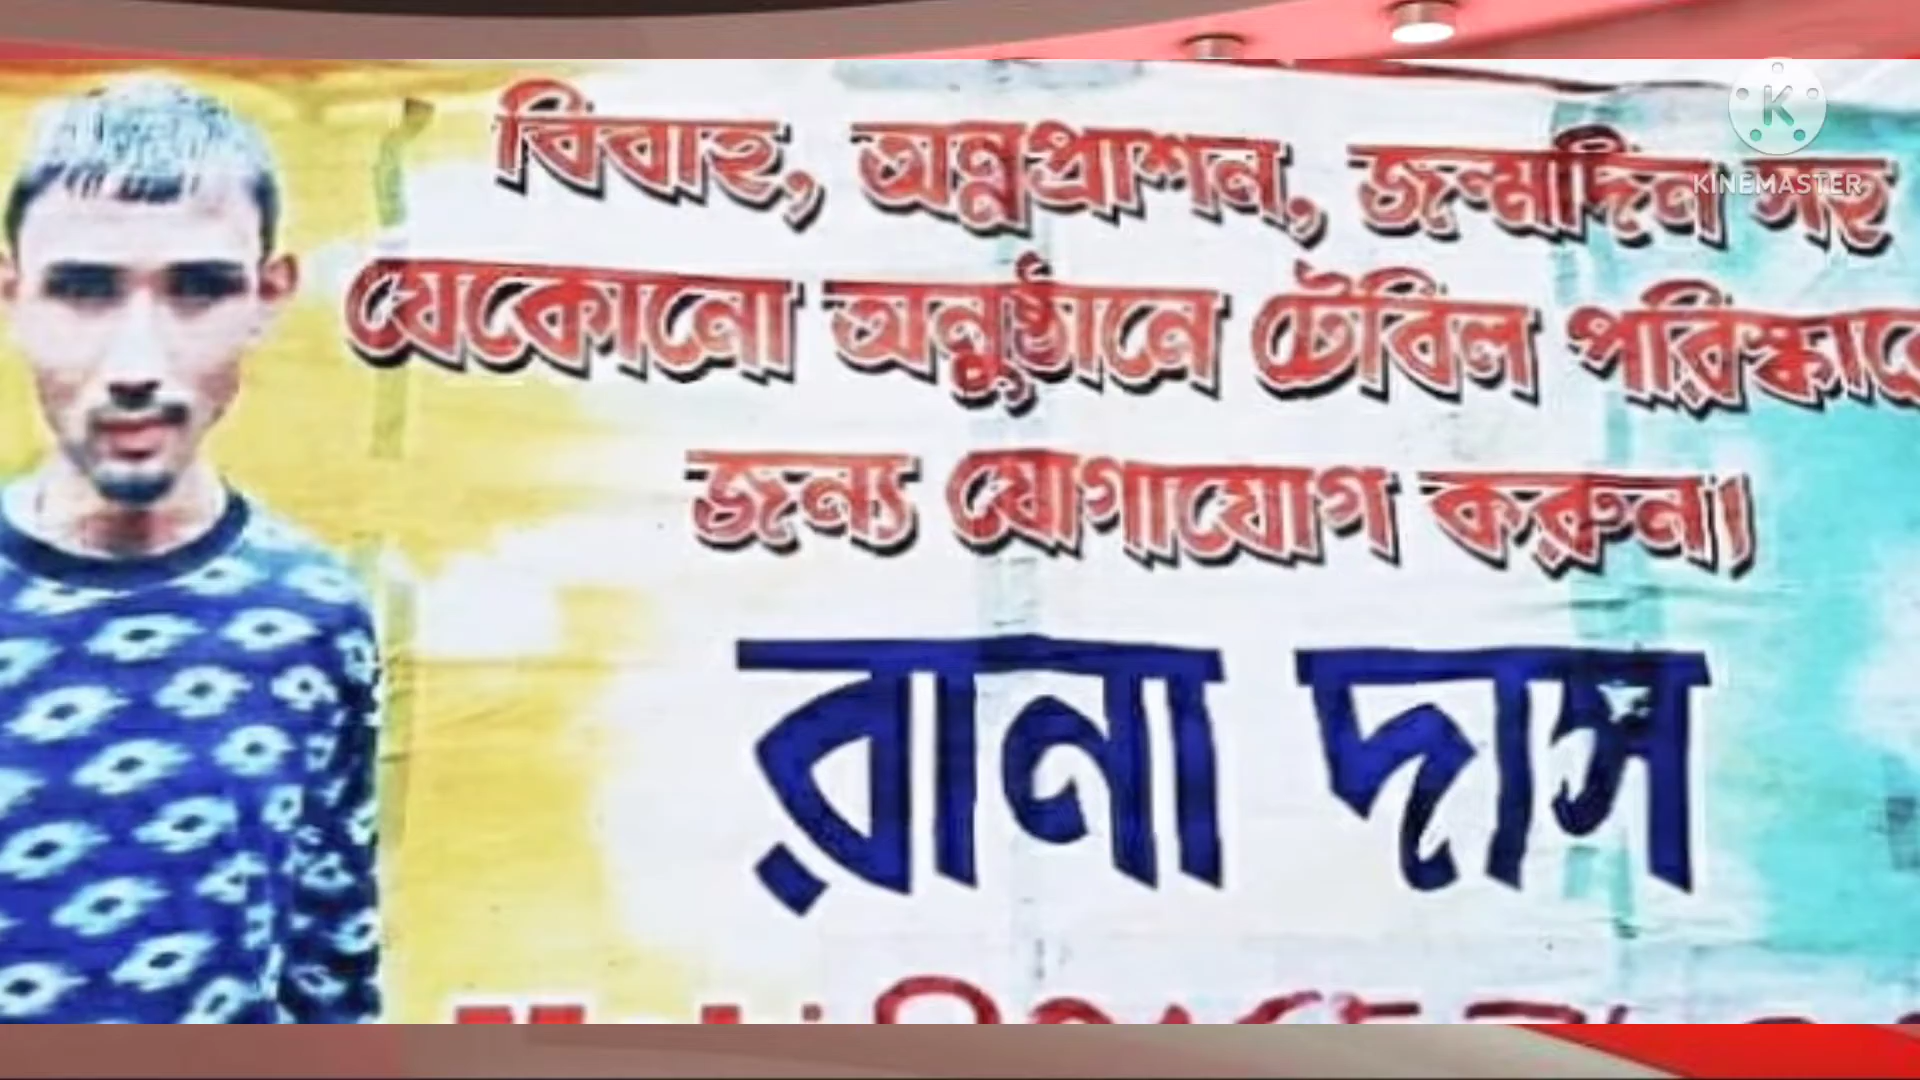 বিবাহ, অন্নপ্রাশন, জন্মদিন সহ
KINEMASTER
যেকোনো অনুষ্ঠানে টেবিল পরিস্কারে
জন্য যোগাযোগ করুন।
রানা দাস